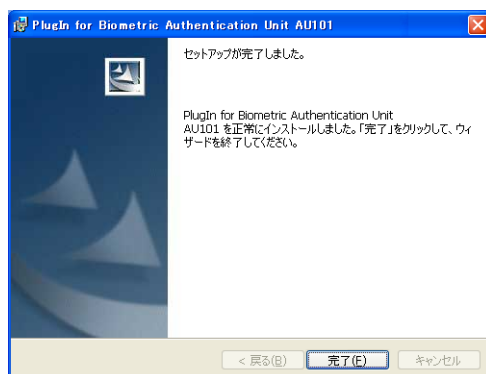 PlugIn for Biometric Authentication Unit AU101
セットアップが完了しました。
PlugIn for Biometric Authentication Unit
AU101 を正常にインストールしました。「完了」をクリックして、ウィ
ザードを終了してください。
< 戻る(B) 完了(F) キャンセル